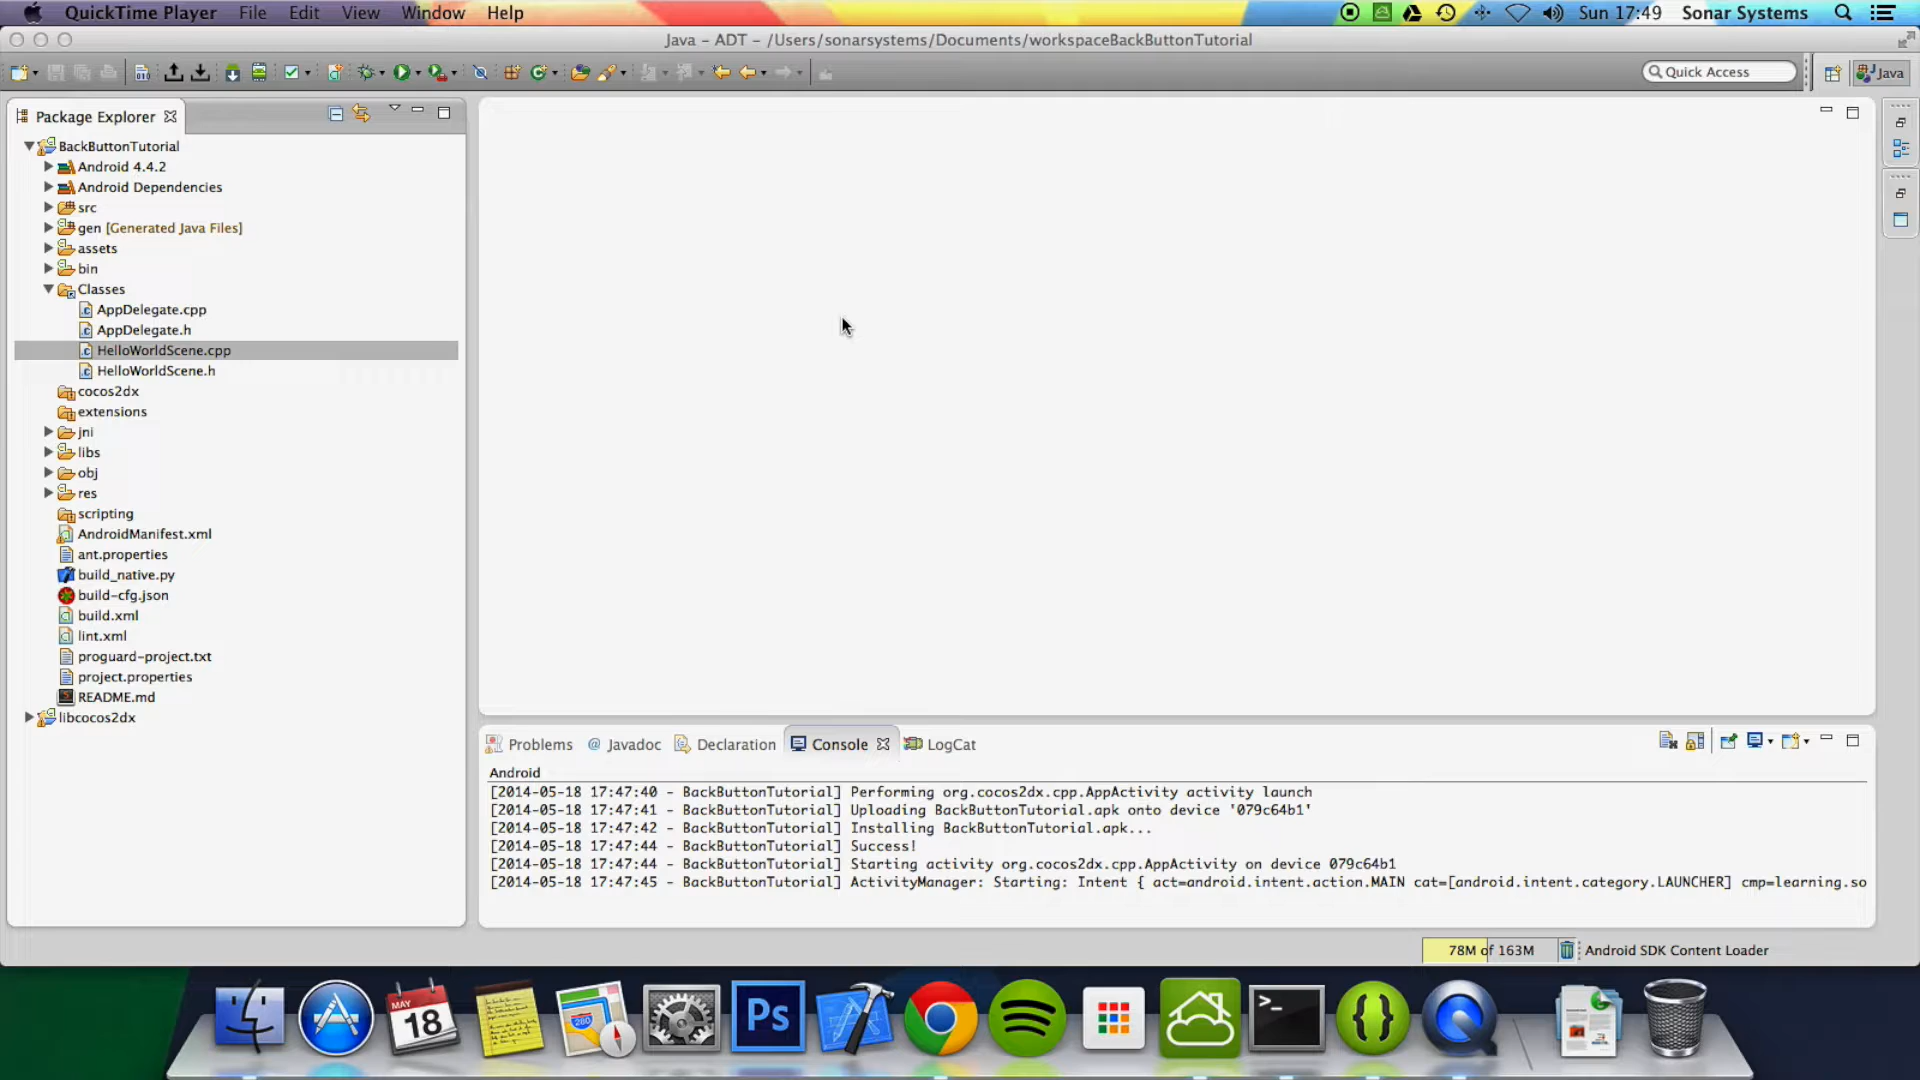 QuickTime Player File Edit View Window Help Sun 17:49 Sonar Systems
Java - ADT - /Users/sonarsystems/Documents/workspaceBackButtonTutorial
Quick Access Java
Package Explorer
BackButtonTutorial
Android 4.4.2
Android Dependencies
src
gen [Generated Java Files]
assets
bin
Classes
AppDelegate.cpp
AppDelegate.h
HelloWorldScene.cpp
HelloWorldScene.h
cocos2dx
extensions
jni
libs
obj
res
scripting
AndroidManifest.xml
ant.properties
build_native.py
build-cfg.json
build.xml
lint.xml
proguard-project.txt
project.properties
README.md
libcocos2dx
Problems @ Javadoc Declaration Console LogCat
Android
[2014-05-18 17:47:40 - BackButtonTutorial] Performing org.cocos2dx.cpp.AppActivity activity launch
[2014-05-18 17:47:41 - BackButtonTutorial] Uploading BackButtonTutorial.apk onto device '079c64b1'
[2014-05-18 17:47:42 - BackButtonTutorial] Installing BackButtonTutorial.apk...
[2014-05-18 17:47:44 - BackButtonTutorial] Success!
[2014-05-18 17:47:44 - BackButtonTutorial] Starting activity org.cocos2dx.cpp.AppActivity on device 079c64b1
[2014-05-18 17:47:45 - BackButtonTutorial] ActivityManager: Starting: Intent { act=android.intent.action.MAIN cat=[android.intent.category.LAUNCHER] cmp=learning.so
78M of 163M Android SDK Content Loader
MAY
18
280
Ps
>_
{}